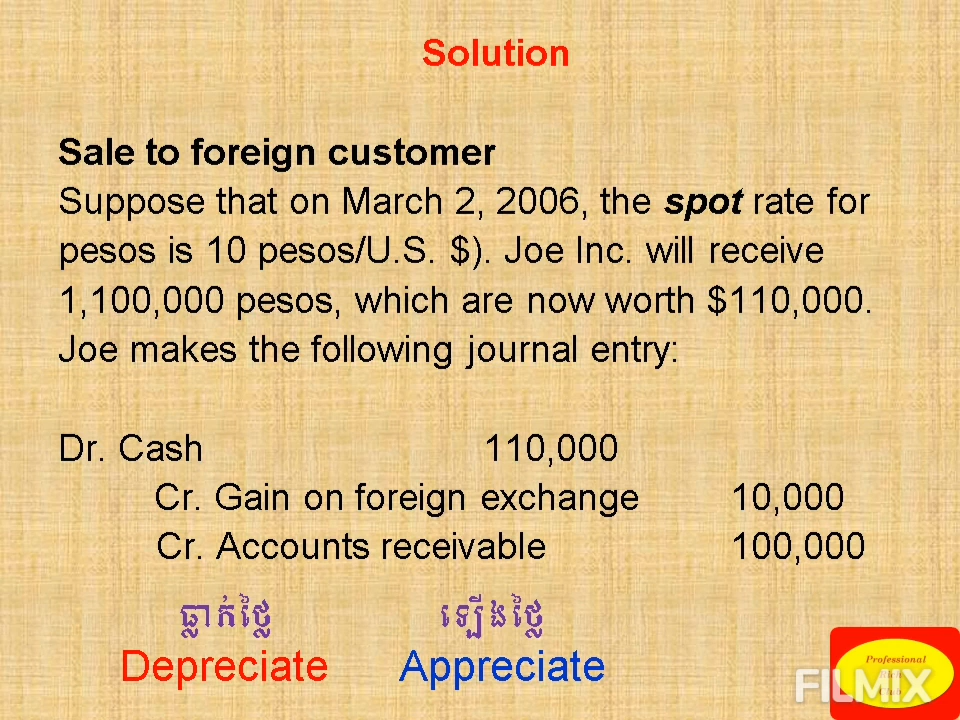 Solution
Sale to foreign customer
Suppose that on March 2, 2006, the spot rate for
pesos is 10 pesos/U.S. $). Joe Inc. will receive
1,100,000 pesos, which are now worth $110,000.
Joe makes the following journal entry:
Dr. Cash 110,000
Cr. Gain on foreign exchange 10,000
Cr. Accounts receivable 100,000
ធ្លាក់ថ្លៃ ឡើងថ្លៃ
Depreciate Appreciate
Professional
FILMIX